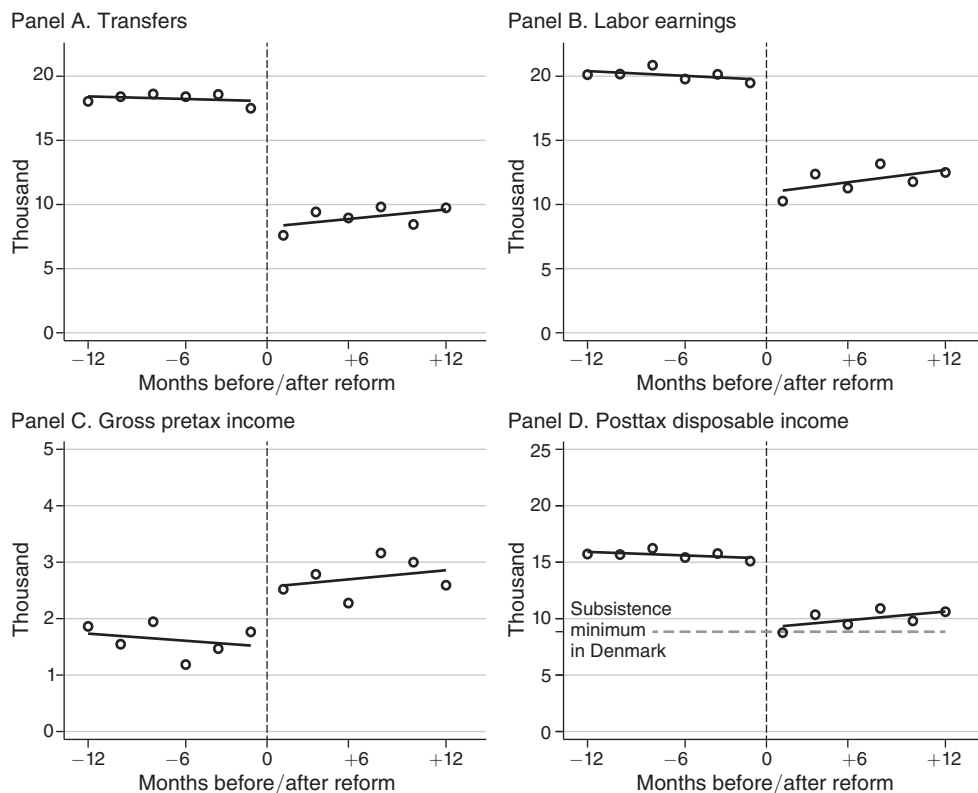 Panel A. Transfers
Thousand
20
15
10
5
0
−12
−6
0
+6
+12
Months before/after reform
Panel B. Labor earnings
Thousand
20
15
10
5
0
−12
−6
0
+6
+12
Months before/after reform
Panel C. Gross pretax income
Thousand
5
4
3
2
1
0
−12
−6
0
+6
+12
Months before/after reform
Panel D. Posttax disposable income
Thousand
25
20
15
10
5
0
Subsistence
minimum
in Denmark
−12
−6
0
+6
+12
Months before/after reform